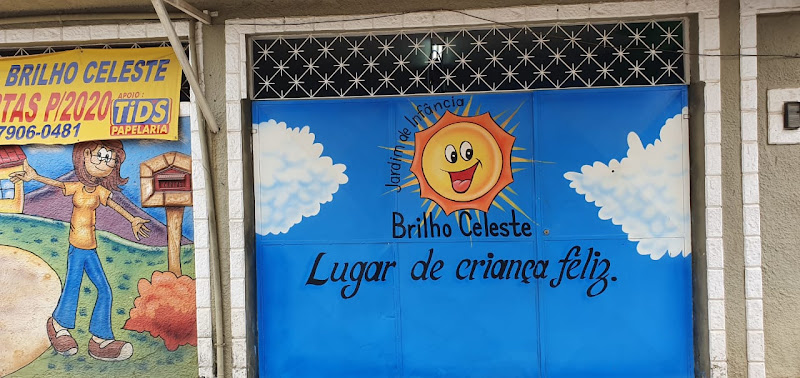 BRILHO CELESTE
TAS P/2020
7906-0481
APOIO:
TiDS
PAPELARIA
Jardim de Infância
Brilho Celeste
Lugar de criança feliz.